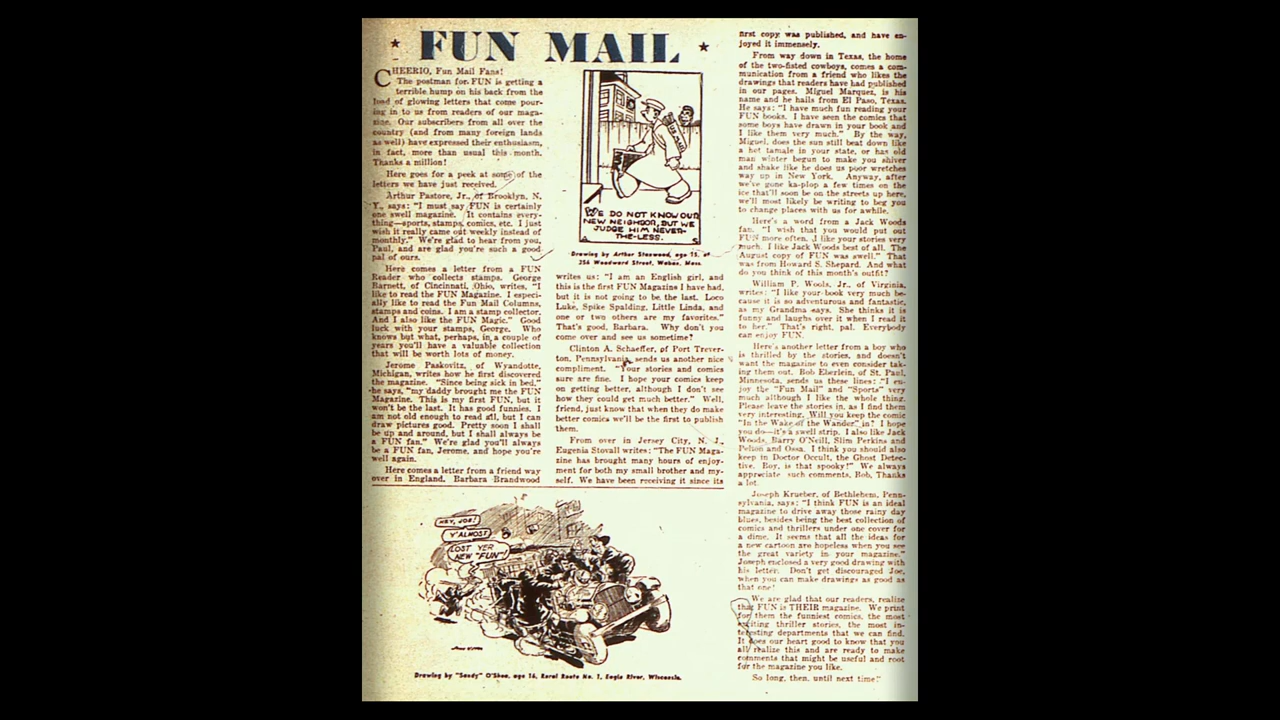 ★ FUN MAIL ★
CHEERIO, Fun Mail Fans!
The postman for FUN is getting a
terrible hump on his back from the
load of glowing letters that come pour-
ing in to us from readers of our maga-
zine. Our subscribers from all over the
country (and from many foreign lands
as well) have expressed their enthusiasm,
in fact, more than usual this month.
Thanks a million!
Here goes for a peek at some of the
letters we have just received.
Arthur Pastore, Jr., of Brooklyn, N.
Y., says: "I must say FUN is certainly
one swell magazine. It contains every-
thing—sports, stamps, comics, etc. I just
wish it really came out weekly instead of
monthly." We're glad to hear from you,
Paul, and are glad you're such a good
pal of ours.
Here comes a letter from a FUN
Reader who collects stamps. George
Barnett, of Cincinnati, Ohio, writes, "I
like to read the FUN Magazine. I especi-
ally like to read the Fun Mail Columns,
stamps and coins. I am a stamp collector.
And I also like the FUN Magic." Good
luck with your stamps, George. Who
knows but what, perhaps, in a couple of
years you'll have a valuable collection
that will be worth lots of money.
Jerome Paskovitz, of Wyandotte,
Michigan, writes how he first discovered
the magazine. "Since being sick in bed,"
he says, "my daddy brought me the FUN
Magazine. This is my first FUN, but it
won't be the last. It has good funnies. I
am not old enough to read all, but I can
draw pictures good. Pretty soon I shall
be up and around, but I shall always be
a FUN fan." We're glad you'll always
be a FUN fan, Jerome, and hope you're
well again.
Here comes a letter from a friend way
over in England. Barbara Brandwood
WE DO NOT KNOW OUR
NEW NEIGHBOR, BUT WE
JUDGE HIM NEVER-
THE-LESS.
A S
Drawing by Arthur age 15, of
256 Woodward Street, Waban, Mass.
writes us: "I am an English girl, and
this is the first FUN Magazine I have had,
but it is not going to be the last. Loco
Luke, Spike Spalding, Little Linda, and
one or two others are my favorites."
That's good, Barbara. Why don't you
come over and see us sometime?
Clinton A. Schaeffer, of Port Trever-
ton, Pennsylvania, sends us another nice
compliment. "Your stories and comics
sure are fine. I hope your comics keep
on getting better, although I don't see
how they could get much better." Well,
friend, just know that when they do make
better comics we'll be the first to publish
them.
From over in Jersey City, N. J.,
Eugenia Stovall writes: "The FUN Maga-
zine has brought many hours of enjoy-
ment for both my small brother and my-
self. We have been receiving it since its
HEY, JOE!
Y'ALMOST
LOST YER
NEW "FUN"!
Drawing by "Sandy" O'Shea, age 16, Rural Route No. 1, Eagle River, Wisconsin.
first copy was published, and have en-
joyed it immensely.
From way down in Texas, the home
of the two-fisted cowboys, comes a com-
munication from a friend who likes the
drawings that readers have had published
in our pages. Miguel Marquez, is his
name and he hails from El Paso, Texas.
He says: "I have much fun reading your
FUN books. I have seen the comics that
some boys have drawn in your book and
I like them very much." By the way,
Miguel, does the sun still beat down like
a hot tamale in your state, or has old
man winter begun to make you shiver
and shake like he does us poor wretches
way up in New York. Anyway, after
we've gone ka-plop a few times on the
ice that'll soon be on the streets up here,
we'll most likely be writing to beg you
to change places with us for awhile.
Here's a word from a Jack Woods
fan. "I wish that you would put out
FUN more often. I like your stories very
much. I like Jack Woods best of all. The
August copy of FUN was swell." That
was from Howard S. Shepard. And what
do you think of this month's outfit?
William P. Wools, Jr., of Virginia,
writes: "I like your book very much be-
cause it is so adventurous and fantastic,
as my Grandma says. She thinks it is
funny and laughs over it when I read it
to her." That's right, pal. Everybody
can enjoy FUN.
Here's another letter from a boy who
is thrilled by the stories, and doesn't
want the magazine to even consider tak-
ing them out. Bob Eberlein, of St. Paul,
Minnesota, sends us these lines: "I en-
joy the "Fun Mail" and "Sports" very
much although I like the whole thing.
Please leave the stories in, as I find them
very interesting. Will you keep the comic
"In the Wake of the Wander" in? I hope
you do—it's a swell strip. I also like Jack
Woods, Barry O'Neill, Slim Perkins and
Pelion and Ossa. I think you should also
keep in Doctor Occult, the Ghost Detec-
tive. Boy, is that spooky!" We always
appreciate such comments, Bob, Thanks
a lot.
Joseph Krueber, of Bethlehem, Penn-
sylvania, says: "I think FUN is an ideal
magazine to drive away those rainy day
blues, besides being the best collection of
comics and thrillers under one cover for
a dime. It seems that all the ideas for
a new cartoon are hopeless when you see
the great variety in your magazine."
Joseph enclosed a very good drawing with
his letter. Don't get discouraged Joe,
when you can make drawings as good as
that one!
We are glad that our readers, realize
that FUN is THEIR magazine. We print
for them the funniest comics, the most
exciting thriller stories, the most in-
teresting departments that we can find.
It does our heart good to know that you
all realize this and are ready to make
comments that might be useful and root
for the magazine you like.
So long, then, until next time!"